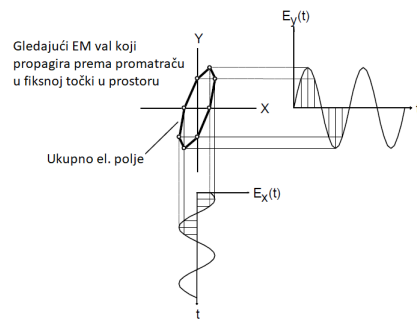 Gledajući EM val koji
propagira prema promatraču
u fiksnoj točki u prostoru
Y
X
Ukupno el. polje
Ey(t)
Ex(t)
t